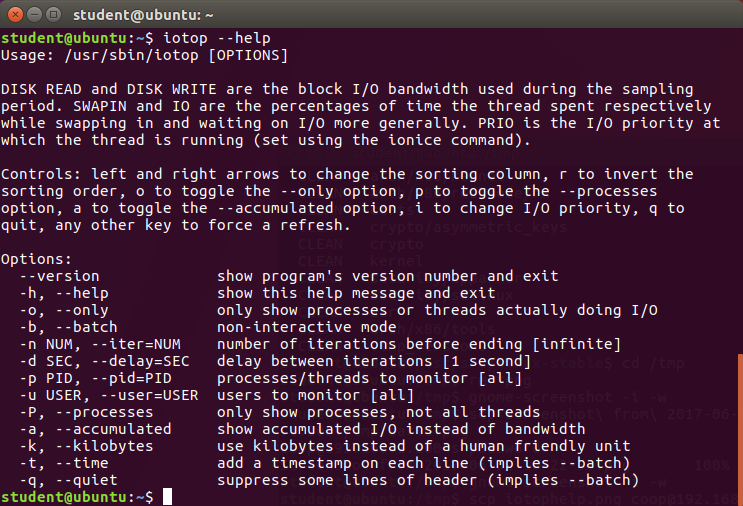 student@ubuntu: ~
student@ubuntu:~$ iotop --help
Usage: /usr/sbin/iotop [OPTIONS]
DISK READ and DISK WRITE are the block I/O bandwidth used during the sampling
period. SWAPIN and IO are the percentages of time the thread spent respectively
while swapping in and waiting on I/O more generally. PRIO is the I/O priority at
which the thread is running (set using the ionice command).
Controls: left and right arrows to change the sorting column, r to invert the
sorting order, o to toggle the --only option, p to toggle the --processes
option, a to toggle the --accumulated option, i to change I/O priority, q to
quit, any other key to force a refresh.
Options:
--version show program's version number and exit
-h, --help show this help message and exit
-o, --only only show processes or threads actually doing I/O
-b, --batch non-interactive mode
-n NUM, --iter=NUM number of iterations before ending [infinite]
-d SEC, --delay=SEC delay between iterations [1 second]
-p PID, --pid=PID processes/threads to monitor [all]
-u USER, --user=USER users to monitor [all]
-P, --processes only show processes, not all threads
-a, --accumulated show accumulated I/O instead of bandwidth
-k, --kilobytes use kilobytes instead of a human friendly unit
-t, --time add a timestamp on each line (implies --batch)
-q, --quiet suppress some lines of header (implies --batch)
student@ubuntu:~$